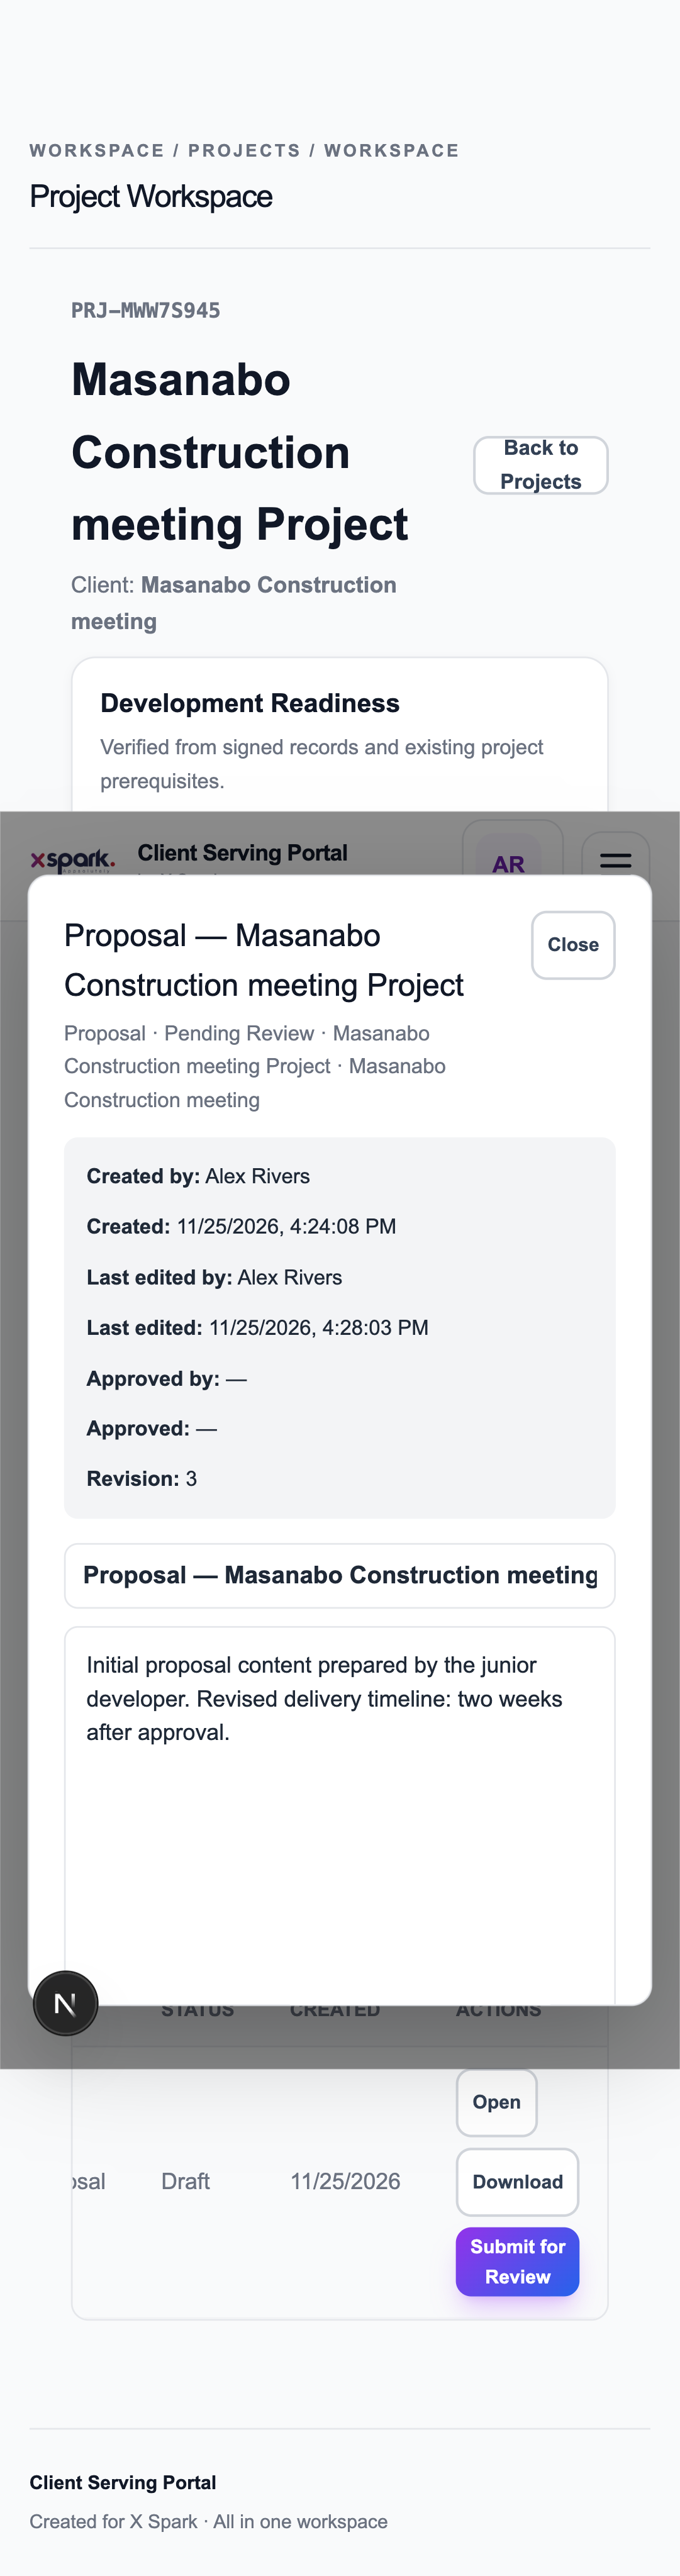 WORKSPACE / PROJECTS / WORKSPACE
Project Workspace
PRJ-MWW7S945
Masanabo
Construction
meeting Project
Back to
Projects
Client: Masanabo Construction
meeting
Development Readiness
Verified from signed records and existing project
prerequisites.
xspark.
Client Serving Portal
AR
Proposal — Masanabo
Construction meeting Project
Close
Proposal · Pending Review · Masanabo
Construction meeting Project · Masanabo
Construction meeting
Created by: Alex Rivers
Created: 11/25/2026, 4:24:08 PM
Last edited by: Alex Rivers
Last edited: 11/25/2026, 4:28:03 PM
Approved by: —
Approved: —
Revision: 3
Proposal — Masanabo Construction meeting
Initial proposal content prepared by the junior
developer. Revised delivery timeline: two weeks
after approval.
N
STATUS CREATED ACTIONS
Open
osal Draft 11/25/2026
Download
Submit for
Review
Client Serving Portal
Created for X Spark · All in one workspace